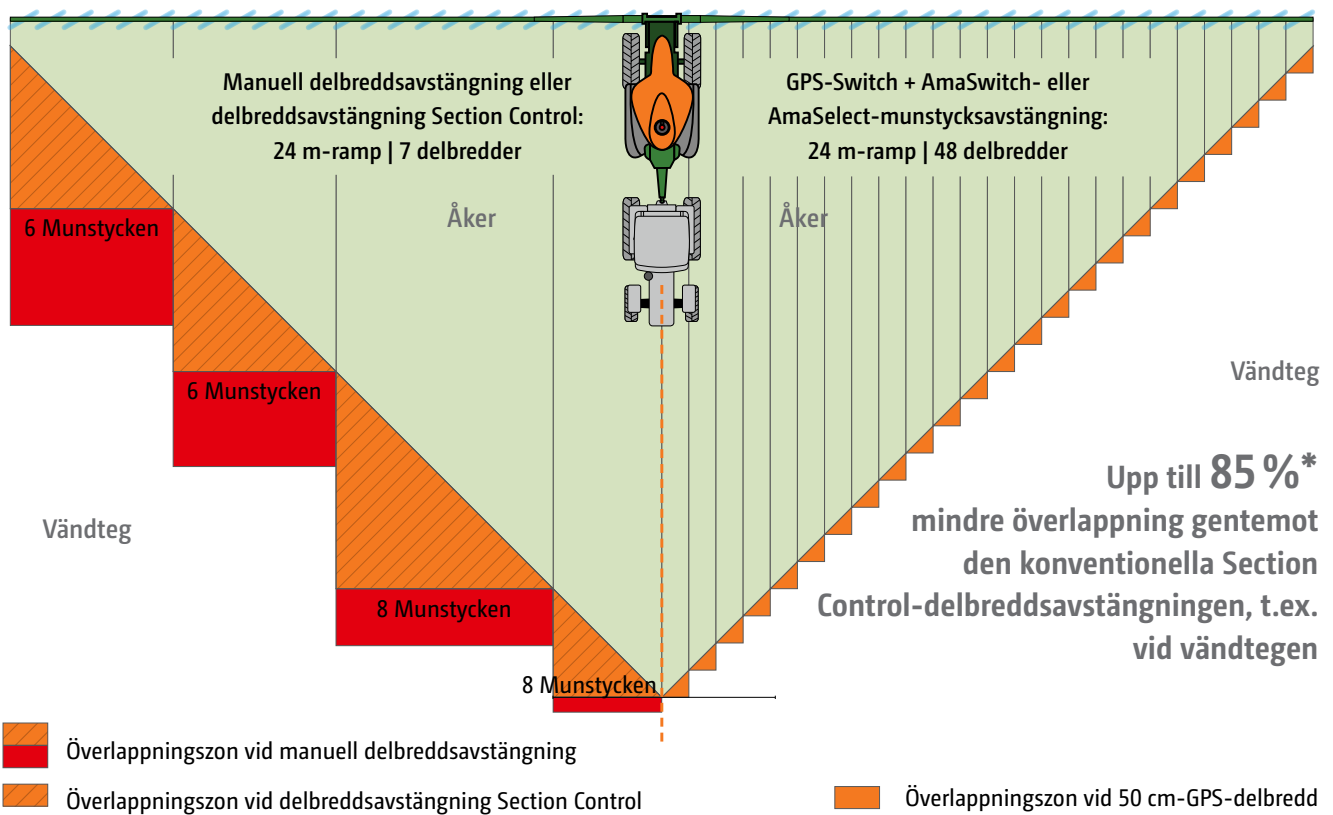 Manuell delbreddsavstängning eller
delbreddsavstängning Section Control:
24 m-ramp | 7 delbredder
GPS-Switch + AmaSwitch- eller
AmaSelect-munstycksavstängning:
24 m-ramp | 48 delbredder
Åker
Åker
6 Munstycken
6 Munstycken
8 Munstycken
8 Munstycken
Vändteg
Vändteg
Upp till 85 %*
mindre överlappning gentemot
den konventionella Section
Control-delbreddsavstängningen, t.ex.
vid vändtegen
Överlappningszon vid manuell delbreddsavstängning
Överlappningszon vid delbreddsavstängning Section Control
Överlappningszon vid 50 cm-GPS-delbredd